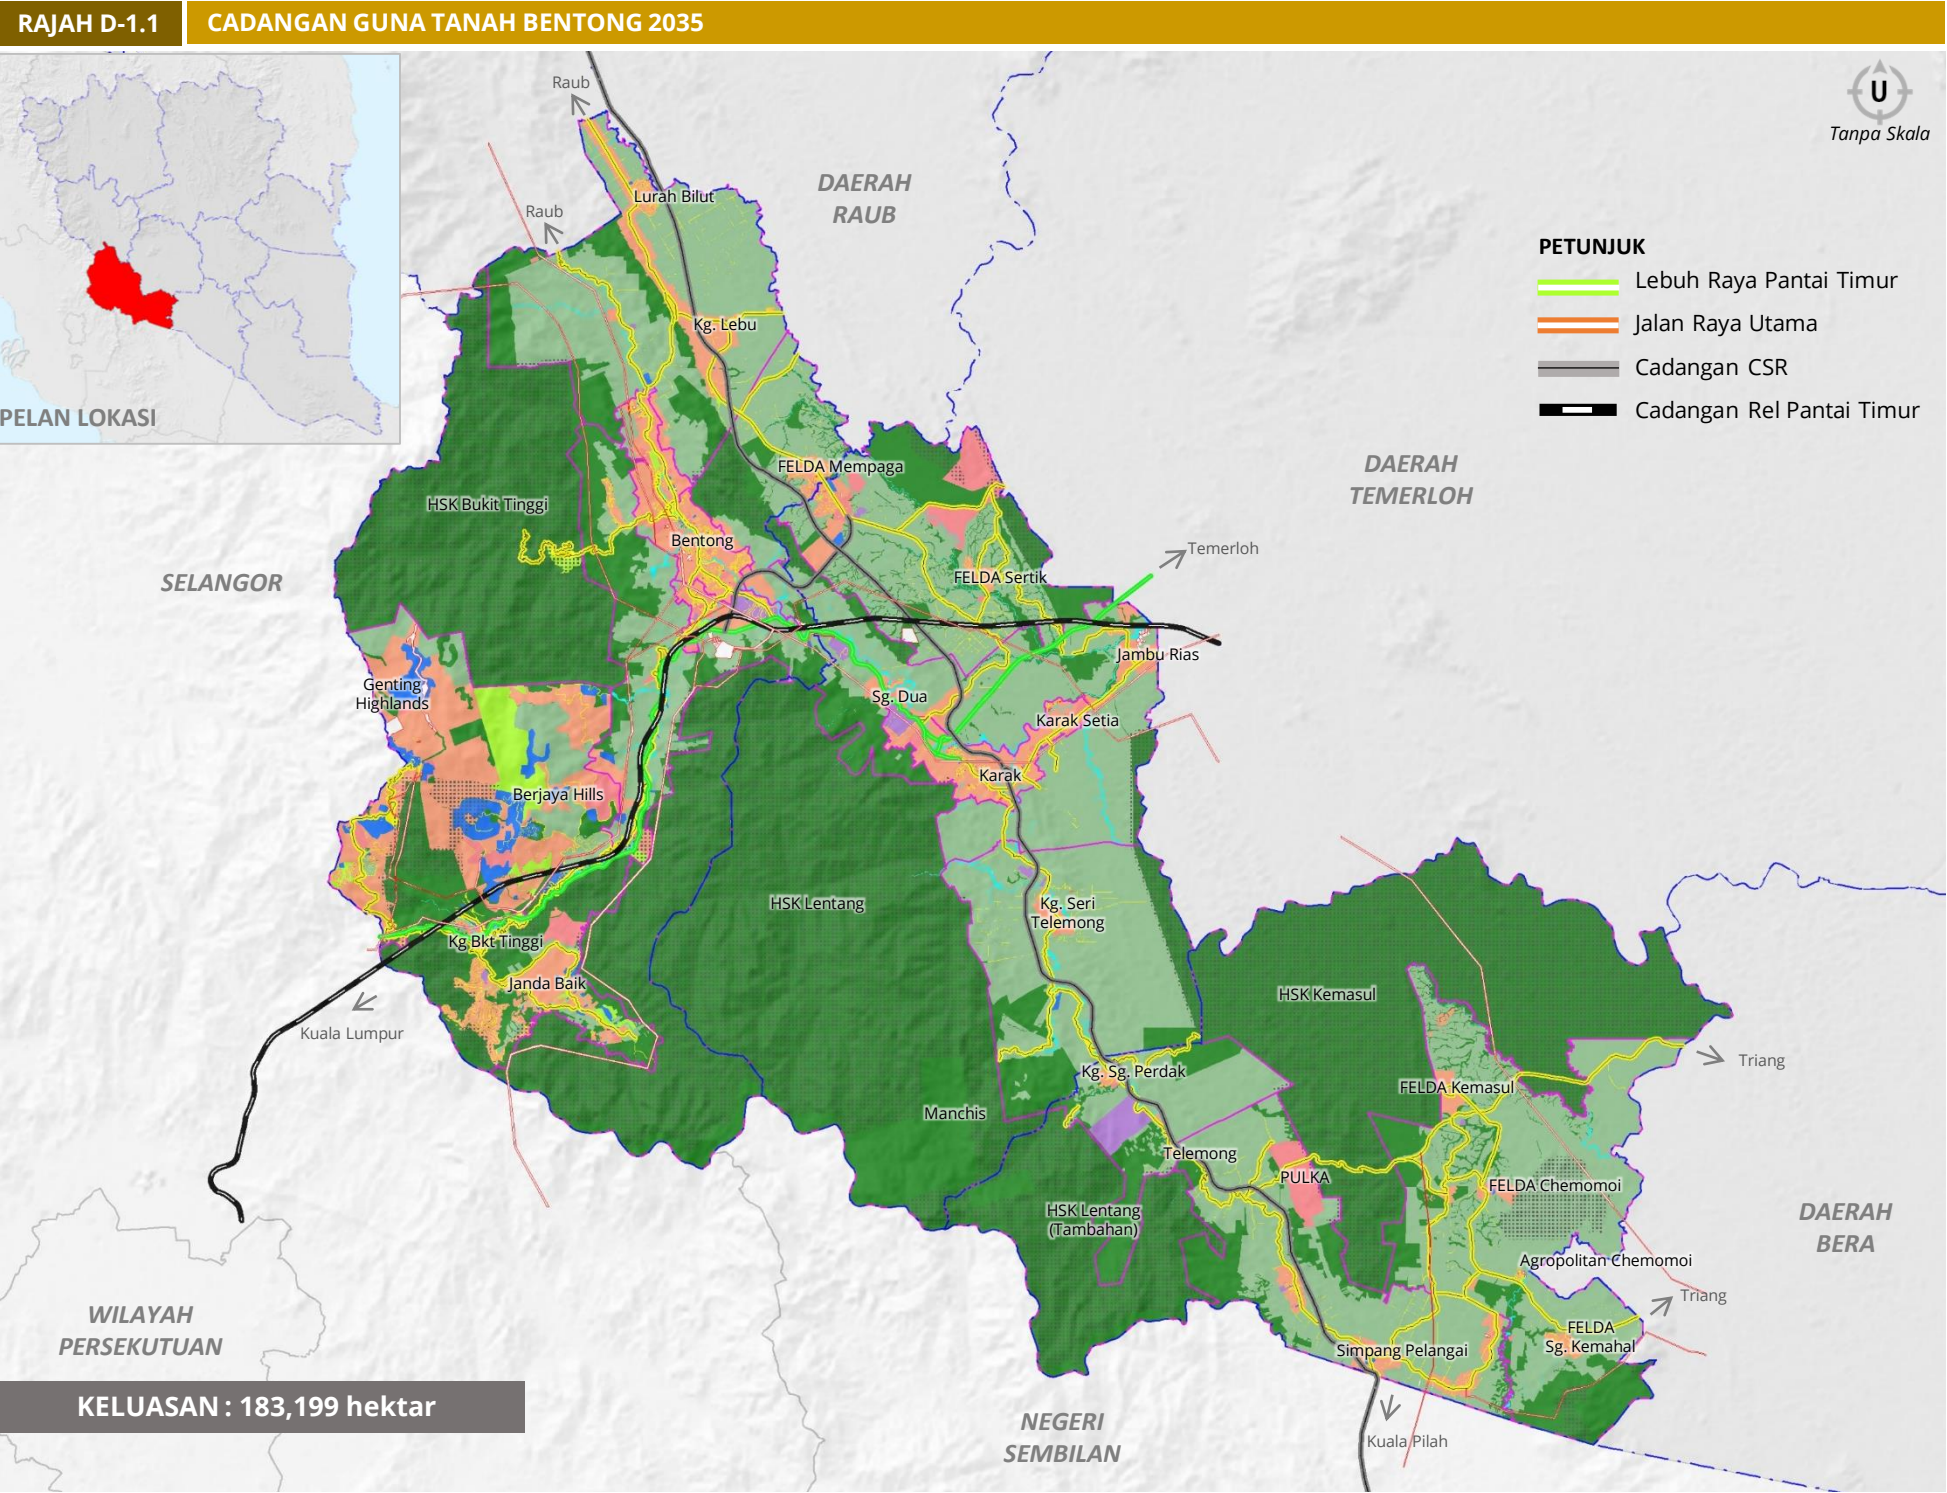 RAJAH D-1.1
CADANGAN GUNA TANAH BENTONG 2035
PELAN LOKASI
U
Tanpa Skala
PETUNJUK
Lebuh Raya Pantai Timur
Jalan Raya Utama
Cadangan CSR
Cadangan Rel Pantai Timur
Raub
Lurah Bilut
DAERAH
RAUB
Raub
Kg. Lebu
FELDA Mempaga
DAERAH
TEMERLOH
HSK Bukit Tinggi
Bentong
Temerloh
SELANGOR
FELDA Sertik
Jambu Rias
Genting
Highlands
Sg. Dua
Karak Setia
Karak
Berjaya Hills
HSK Lentang
Kg. Seri
Telemong
Kg Bkt Tinggi
Janda Baik
HSK Kemasul
Kuala Lumpur
Triang
Kg. Sg. Perdak
FELDA Kemasul
Manchis
Telemong
PULKA
FELDA Chemomoi
HSK Lentang
(Tambahan)
DAERAH
BERA
Agropolitan Chemomoi
Triang
WILAYAH
PERSEKUTUAN
FELDA
Sg. Kemahal
Simpang Pelangai
KELUASAN : 183,199 hektar
NEGERI
SEMBILAN
Kuala Pilah